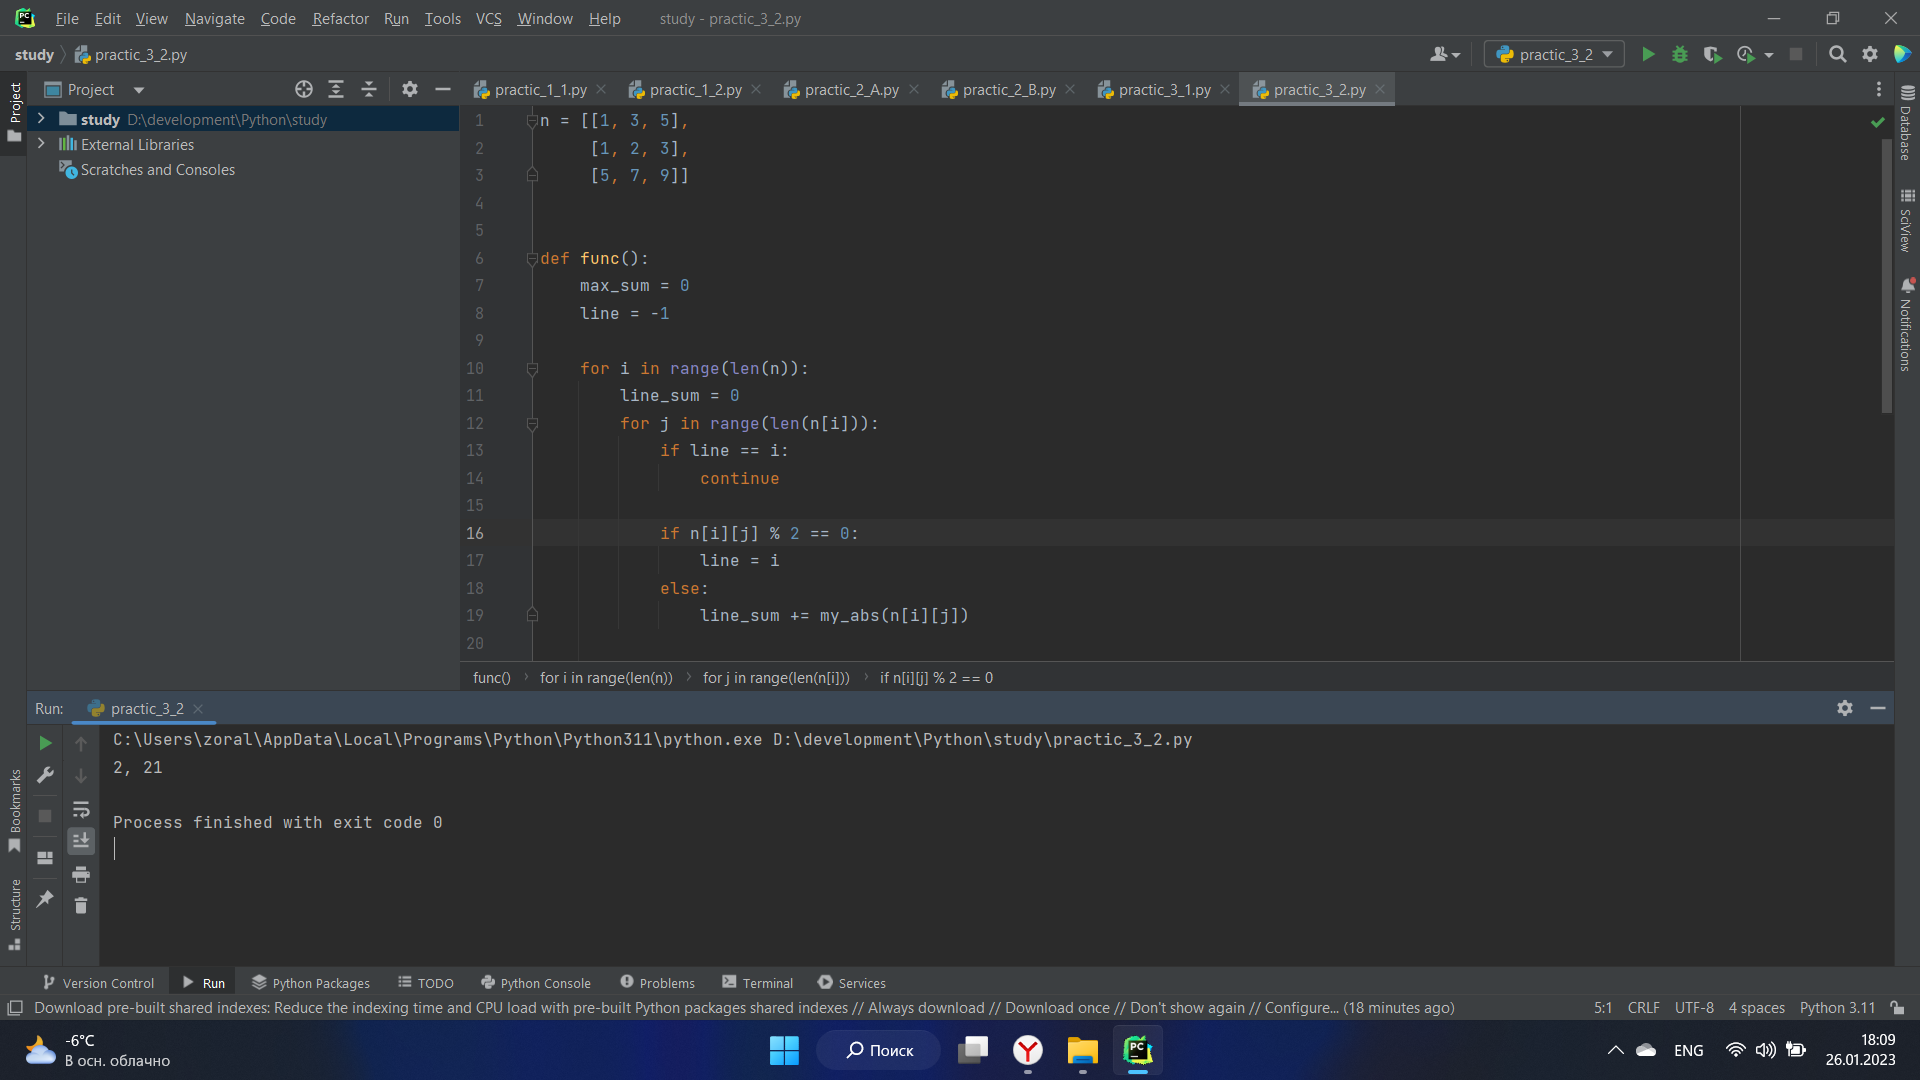 File Edit View Navigate Code Refactor Run Tools VCS Window Help study - practic_3_2.py
study practic_3_2.py practic_3_2
Project
Project
practic_1_1.py practic_1_2.py practic_2_A.py practic_2_B.py practic_3_1.py practic_3_2.py
study D:\development\Python\study
External Libraries
Scratches and Consoles
1 n = [[1, 3, 5],
2 [1, 2, 3],
3 [5, 7, 9]]
4
5
6 def func():
7 max_sum = 0
8 line = -1
9
10 for i in range(len(n)):
11 line_sum = 0
12 for j in range(len(n[i])):
13 if line == i:
14 continue
15
16 if n[i][j] % 2 == 0:
17 line = i
18 else:
19 line_sum += my_abs(n[i][j])
20
func() for i in range(len(n)) for j in range(len(n[i])) if n[i][j] % 2 == 0
Database
SciView
Notifications
Run: practic_3_2
C:\Users\zoral\AppData\Local\Programs\Python\Python311\python.exe D:\development\Python\study\practic_3_2.py
2, 21
Process finished with exit code 0
Bookmarks
Structure
Version Control Run Python Packages TODO Python Console Problems Terminal Services
Download pre-built shared indexes: Reduce the indexing time and CPU load with pre-built Python packages shared indexes // Always download // Download once // Don't show again // Configure... (18 minutes ago) 5:1 CRLF UTF-8 4 spaces Python 3.11
-6°C
В осн. облачно
Поиск
PC
ENG
18:09
26.01.2023